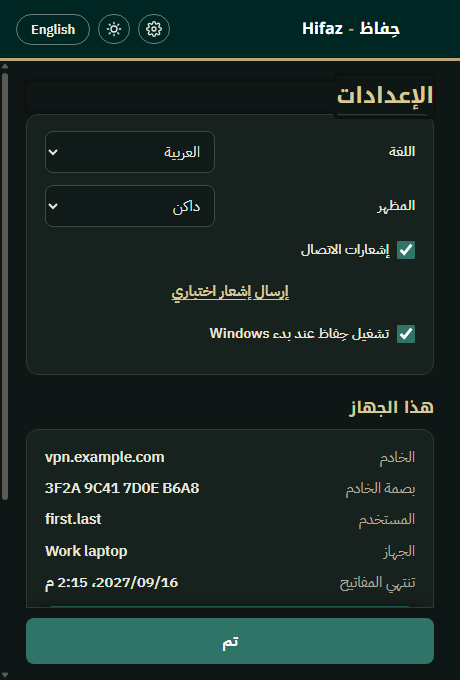 حِفاظ - Hifaz
English
الإعدادات
اللغة
العربية
المظهر
داكن
إشعارات الاتصال
إرسال إشعار اختباري
تشغيل حِفاظ عند بدء Windows
هذا الجهاز
الخادم vpn.example.com
بصمة الخادم 3F2A 9C41 7D0E B6A8
المستخدم first.last
الجهاز Work laptop
تنتهي المفاتيح 2027/09/16، 2:15 م
تم